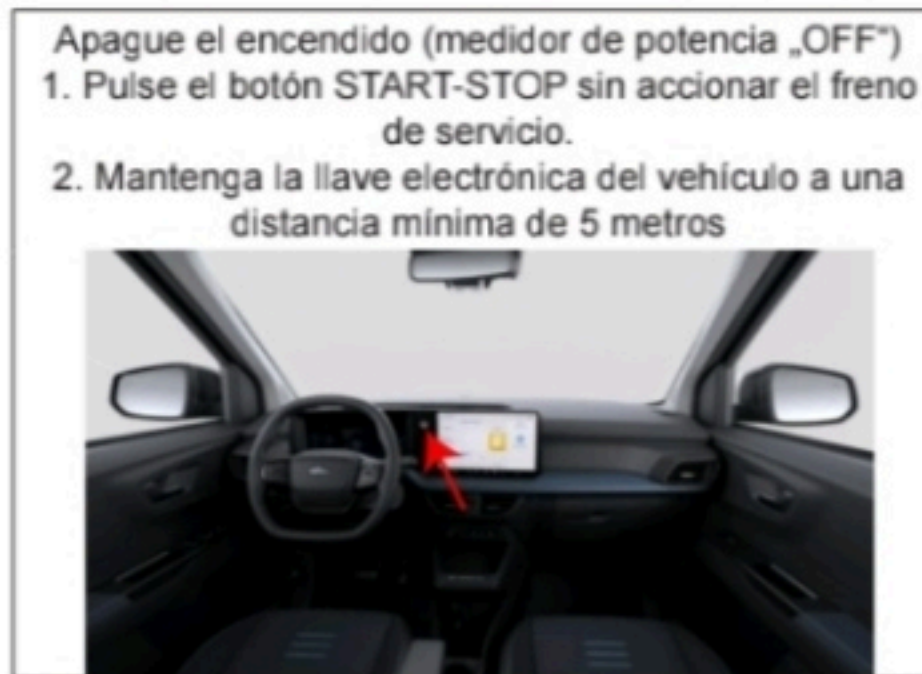 Apague el encendido (medidor de potencia „OFF“)
1. Pulse el botón START-STOP sin accionar el freno
de servicio.
2. Mantenga la llave electrónica del vehículo a una
distancia mínima de 5 metros